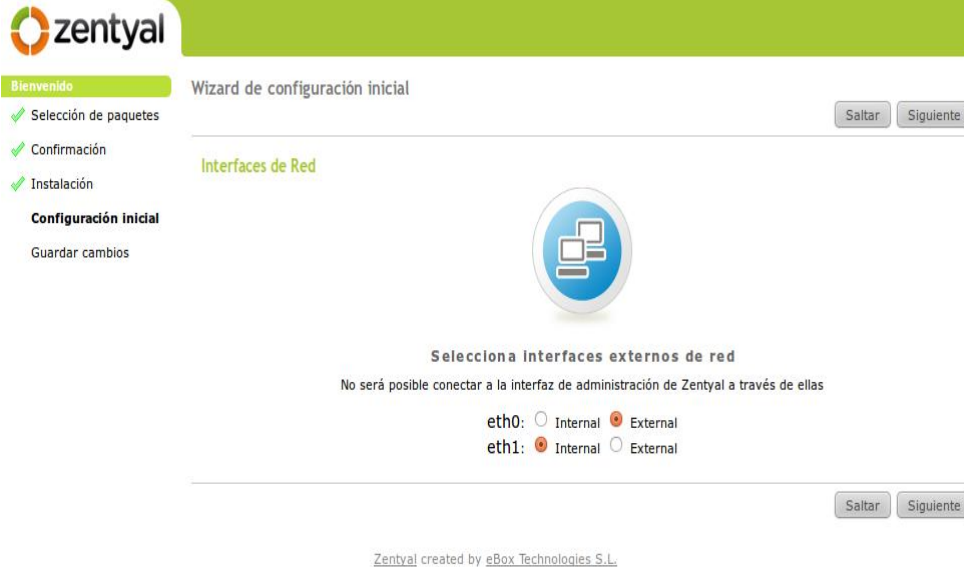 zentyal
Bienvenido
Selección de paquetes
Confirmación
Instalación
Configuración inicial
Guardar cambios
Wizard de configuración inicial
Saltar Siguiente
Interfaces de Red
Selecciona interfaces externos de red
No será posible conectar a la interfaz de administración de Zentyal a través de ellas
eth0: Internal External
eth1: Internal External
Saltar Siguiente
Zentyal created by eBox Technologies S.L.